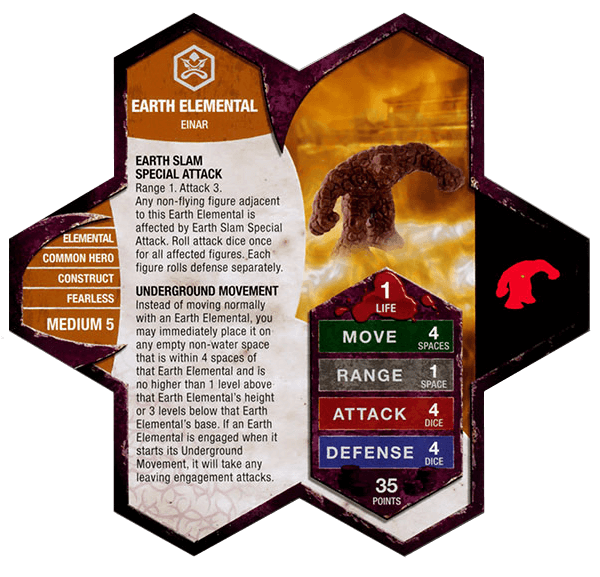 EARTH ELEMENTAL
EINAR
ELEMENTAL
COMMON HERO
CONSTRUCT
FEARLESS
MEDIUM 5
EARTH SLAM
SPECIAL ATTACK
Range 1. Attack 3.
Any non-flying figure adjacent
to this Earth Elemental is
affected by Earth Slam Special
Attack. Roll attack dice once
for all affected figures. Each
figure rolls defense separately.
UNDERGROUND MOVEMENT
Instead of moving normally
with an Earth Elemental, you
may immediately place it on
any empty non-water space
that is within 4 spaces of
that Earth Elemental and is
no higher than 1 level above
that Earth Elemental's height
or 3 levels below that Earth
Elemental's base. If an Earth
Elemental is engaged when it
starts its Underground
Movement, it will take any
leaving engagement attacks.
1
LIFE
MOVE 4
SPACES
RANGE 1
SPACE
ATTACK 4
DICE
DEFENSE 4
DICE
35
POINTS